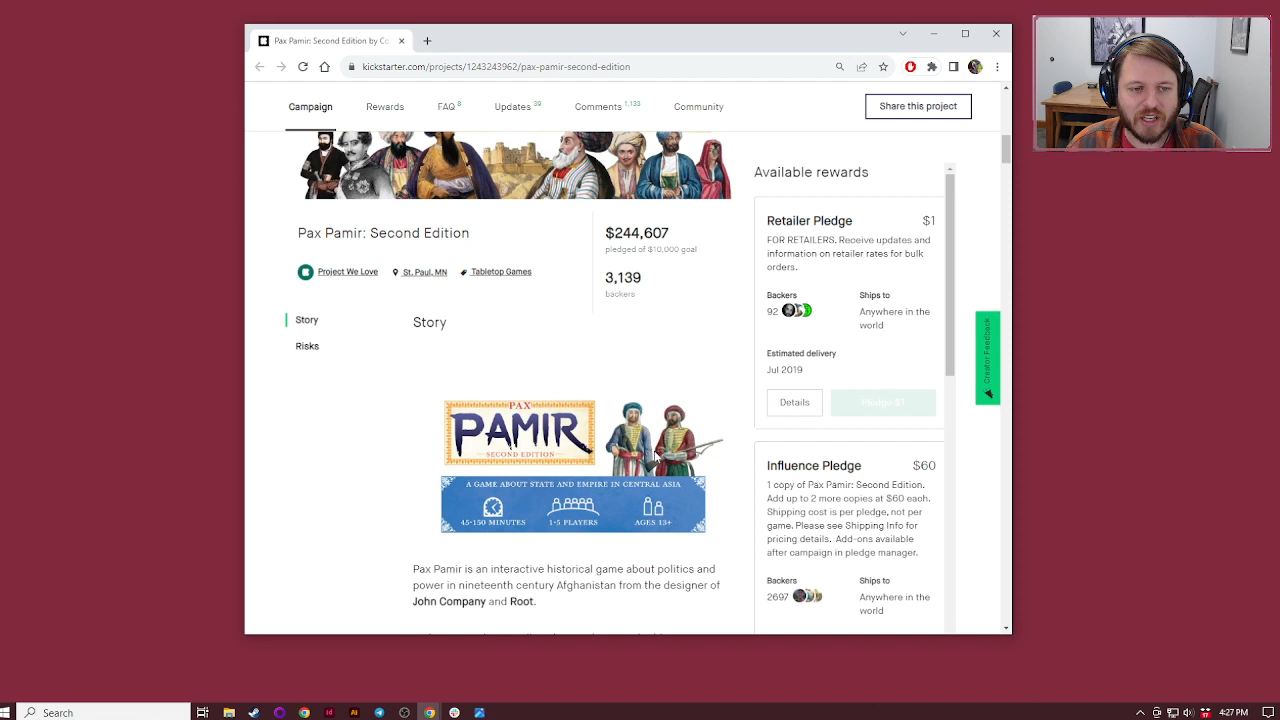 Pax Pamir: Second Edition by Co
kickstarter.com/projects/1243243962/pax-pamir-second-edition
Campaign
Rewards
FAQ 8
Updates 39
Comments 1,133
Community
Share this project
Pax Pamir: Second Edition
Project We Love
St. Paul, MN
Tabletop Games
$244,607
pledged of $10,000 goal
3,139
backers
Story
Risks
Story
PAX
PAMIR
SECOND EDITION
A GAME ABOUT STATE AND EMPIRE IN CENTRAL ASIA
45-150 MINUTES
1-5 PLAYERS
AGES 13+
Pax Pamir is an interactive historical game about politics and
power in nineteenth century Afghanistan from the designer of
John Company and Root.
Available rewards
Retailer Pledge $1
FOR RETAILERS. Receive updates and
information on retailer rates for bulk
orders.
Backers
92
Ships to
Anywhere in the
world
Estimated delivery
Jul 2019
Details
Pledge $1
Influence Pledge $60
1 copy of Pax Pamir: Second Edition.
Add up to 2 more copies at $60 each.
Shipping cost is per pledge, not per
game. Please see Shipping Info for
pricing details. Add-ons available
after campaign in pledge manager.
Backers
2697
Ships to
Anywhere in the
world
Creator Feedback
Search
4:27 PM